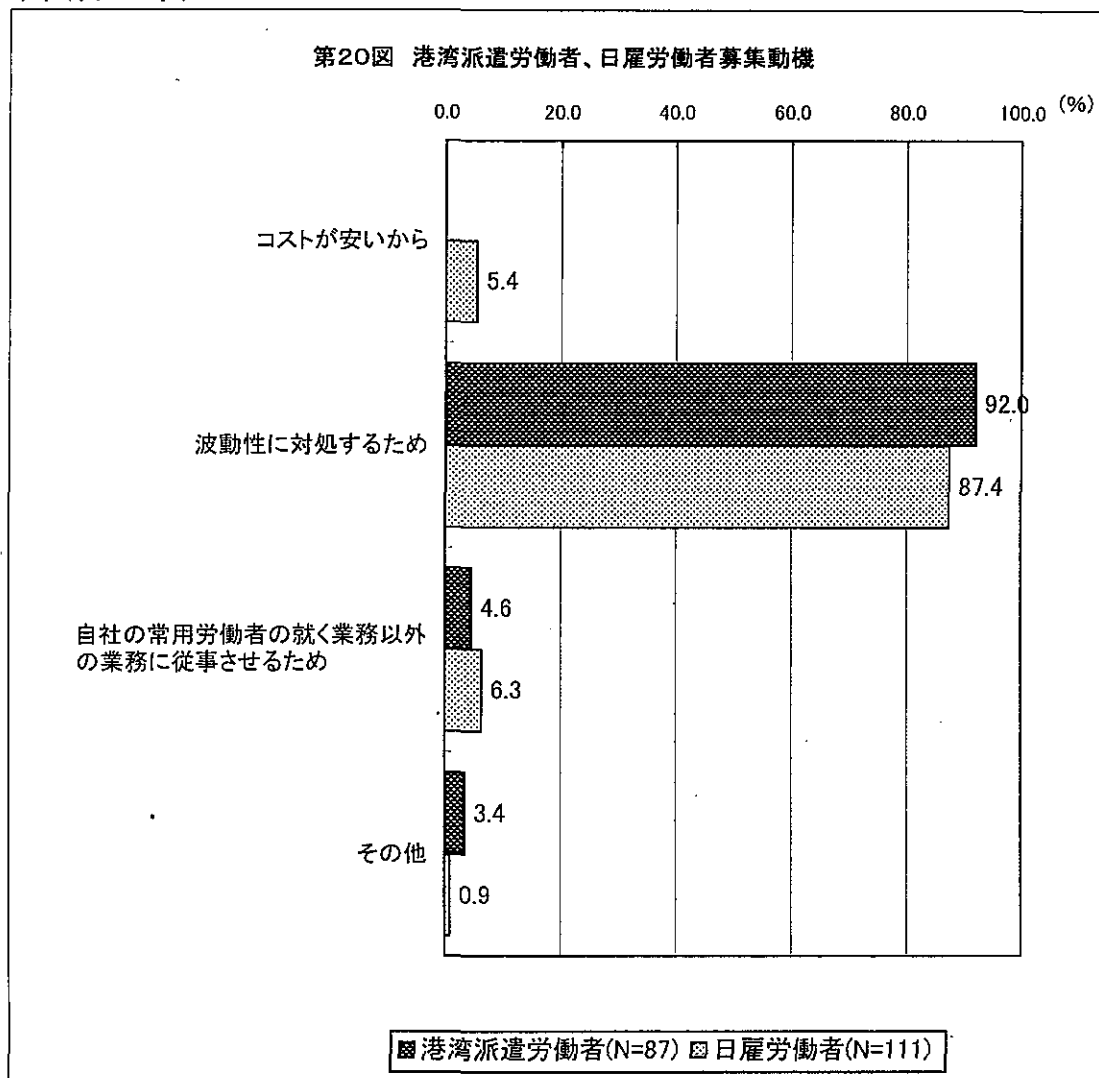 第20図 港湾派遣労働者、日雇労働者募集動機
0.0 20.0 40.0 60.0 80.0 100.0 (%)
コストが安いから
5.4
波動性に対処するため
92.0
87.4
自社の常用労働者の就く業務以外
の業務に従事させるため
4.6
6.3
その他
3.4
0.9
港湾派遣労働者(N=87) 日雇労働者(N=111)